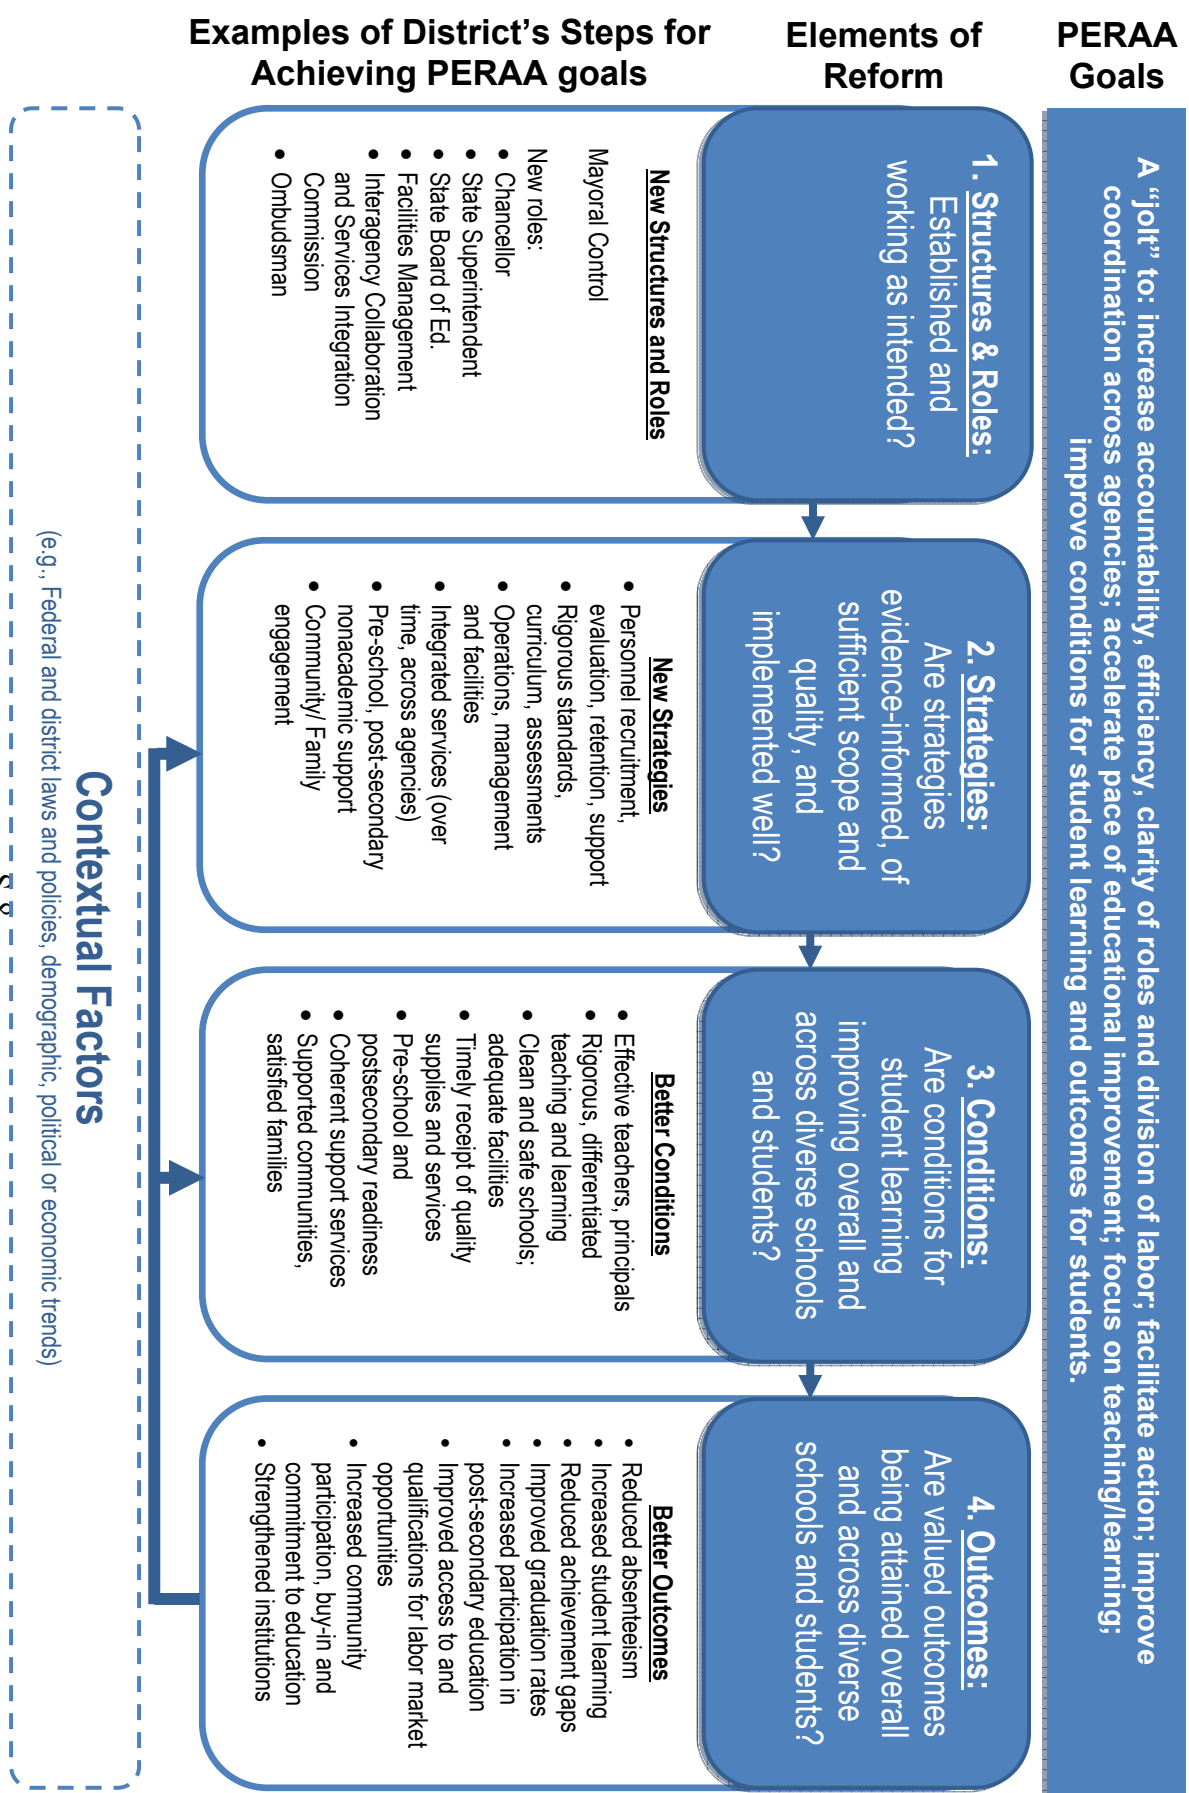 PERAA
Goals
A “jolt” to: increase accountability, efficiency, clarity of roles and division of labor; facilitate action; improve
coordination across agencies; accelerate pace of educational improvement; focus on teaching/learning;
improve conditions for student learning and outcomes for students.
Elements of
Reform
1. Structures & Roles:
Established and
working as intended?
2. Strategies:
Are strategies
evidence-informed, of
sufficient scope and
quality, and
implemented well?
3. Conditions:
Are conditions for
student learning
improving overall and
across diverse schools
and students?
4. Outcomes:
Are valued outcomes
being attained overall
and across diverse
schools and students?
Examples of District’s Steps for
Achieving PERAA goals
New Structures and Roles
Mayoral Control
New roles:
• Chancellor
• State Superintendent
• State Board of Ed.
• Facilities Management
• Interagency Collaboration
and Services Integration
Commission
• Ombudsman
New Strategies
• Personnel recruitment,
evaluation, retention, support
• Rigorous standards,
curriculum, assessments
• Operations, management
and facilities
• Integrated services (over
time, across agencies)
• Pre-school, post-secondary
nonacademic support
• Community/ Family
engagement
Better Conditions
• Effective teachers, principals
• Rigorous, differentiated
teaching and learning
• Clean and safe schools;
adequate facilities
• Timely receipt of quality
supplies and services
• Pre-school and
postsecondary readiness
• Coherent support services
• Supported communities,
satisfied families
Better Outcomes
• Reduced absenteeism
• Increased student learning
• Reduced achievement gaps
• Improved graduation rates
• Increased participation in
post-secondary education
• Improved access to and
qualifications for labor market
opportunities
• Increased community
participation, buy-in and
commitment to education
• Strengthened institutions
Contextual Factors
(e.g., Federal and district laws and policies, demographic, political or economic trends)